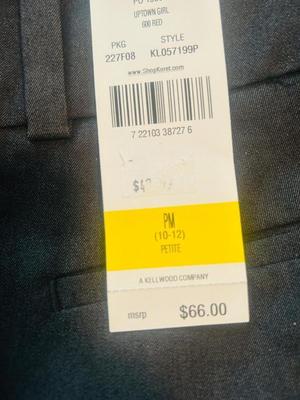 UPTOWN GIRL
600 RED
PKG STYLE
227F08 KL057199P
www.ShopKoret.com
7 22103 38727 6
PM
(10-12)
PETITE
A KELLWOOD COMPANY
msrp $66.00